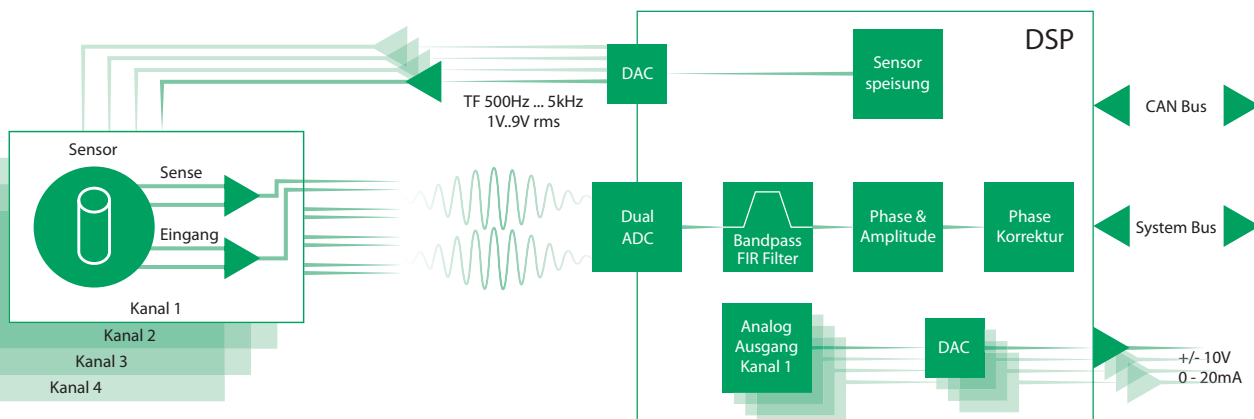 DSP
DAC
Sensor
speisung
TF 500Hz ... 5kHz
1V..9V rms
CAN Bus
Sensor
Sense
Eingang
Kanal 1
Kanal 2
Kanal 3
Kanal 4
Dual
ADC
Bandpass
FIR Filter
Phase &
Amplitude
Phase
Korrektur
System Bus
Analog
Ausgang
Kanal 1
DAC
+/- 10V
0 - 20mA